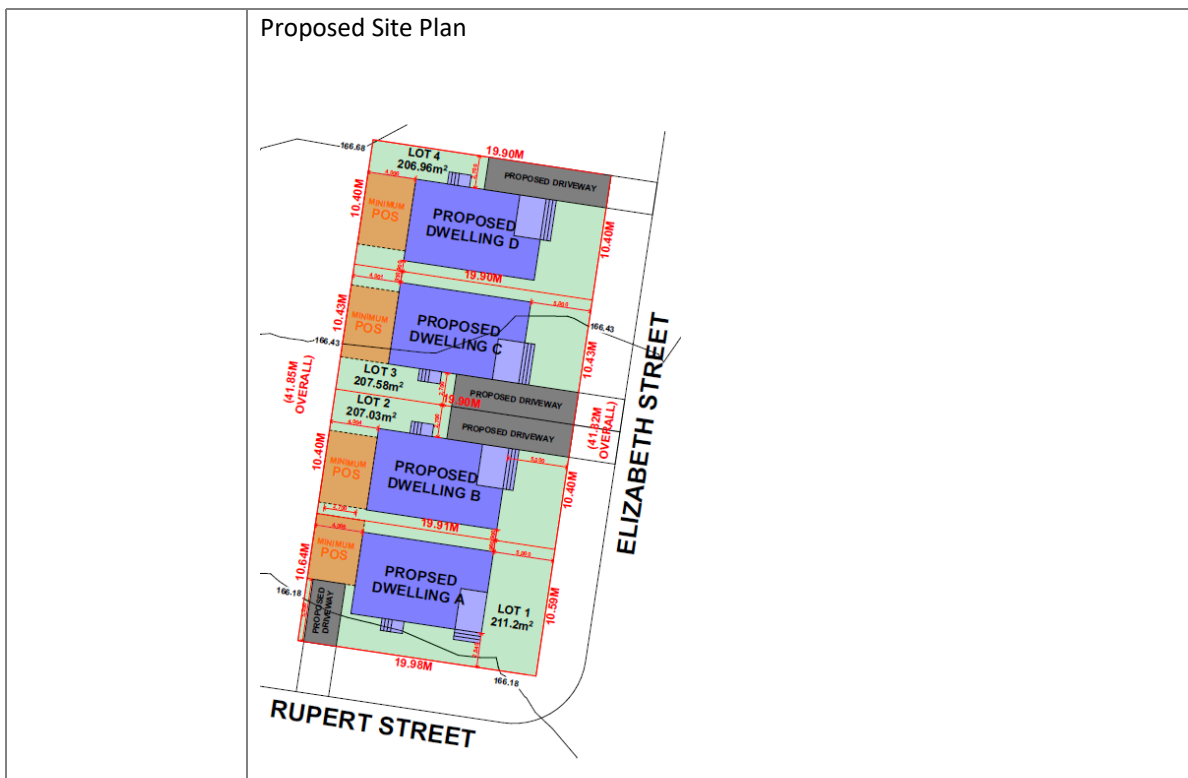 Proposed Site Plan
166.68
LOT 4
206.96m²
19.90M
PROPOSED DRIVEWAY
10.40M
MINIMUM
POS
PROPOSED
DWELLING D
10.40M
19.90M
10.43M
MINIMUM
POS
PROPOSED
DWELLING C
166.43
166.43
10.43M
(41.85M
OVERALL)
LOT 3
207.58m²
PROPOSED DRIVEWAY
19.90M
LOT 2
207.03m²
PROPOSED DRIVEWAY
(41.82M
OVERALL)
ELIZABETH STREET
10.40M
MINIMUM
POS
PROPOSED
DWELLING B
10.40M
19.91M
10.64M
MINIMUM
POS
PROPSED
DWELLING A
LOT 1
211.2m²
10.59M
166.18
PROPOSED
DRIVEWAY
19.98M
166.18
RUPERT STREET